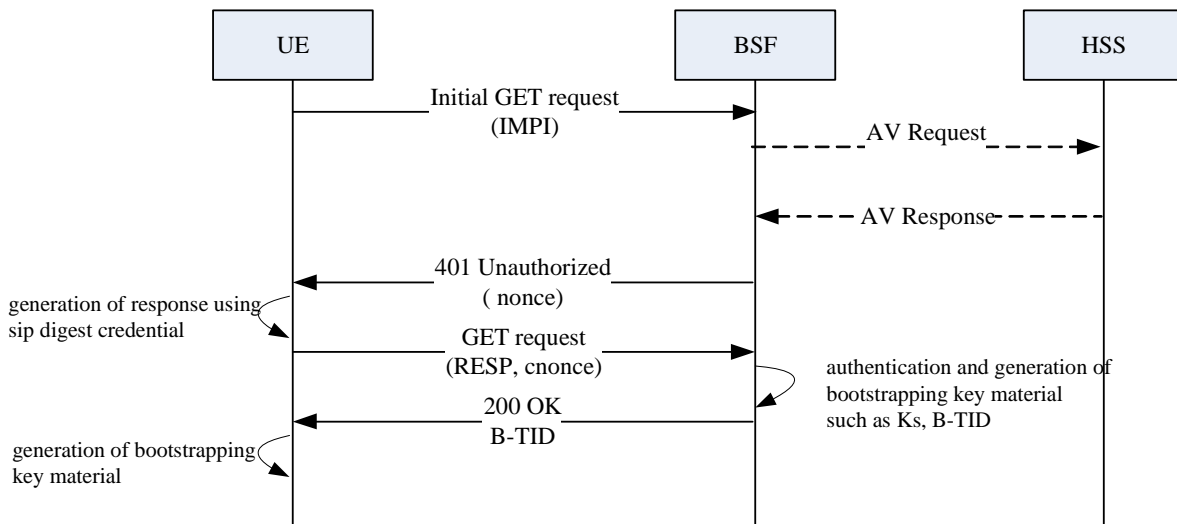 UE
BSF
HSS
Initial GET request
(IMPI)
AV Request
AV Response
401 Unauthorized
( nonce)
generation of response using
sip digest credential
GET request
(RESP, cnonce)
authentication and generation of
bootstrapping key material
such as Ks, B-TID
200 OK
B-TID
generation of bootstrapping
key material